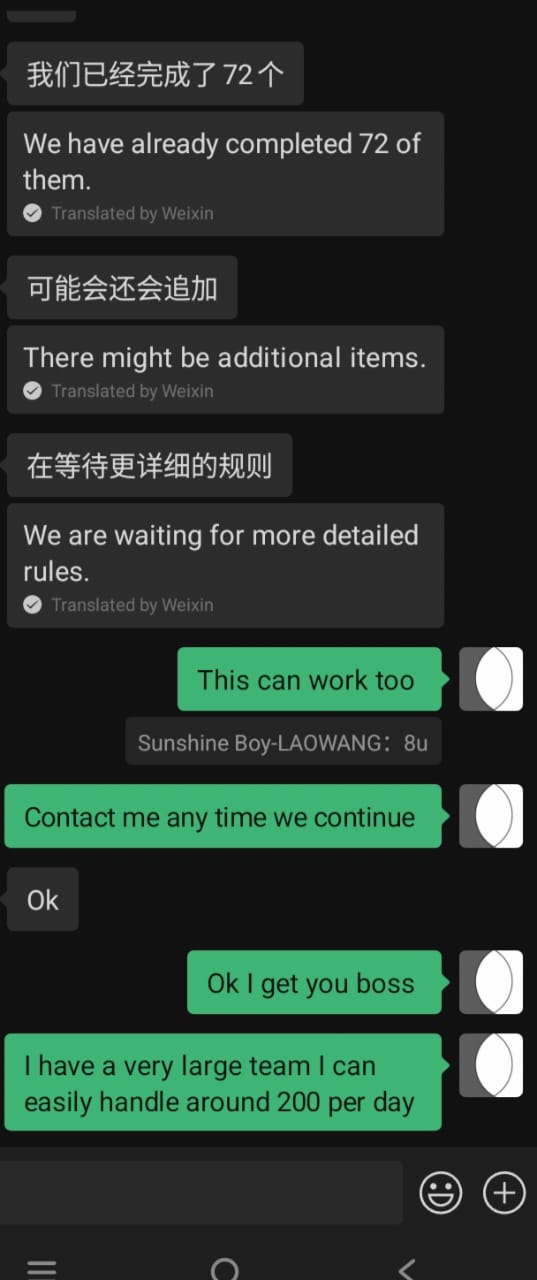 我们已经完成了 72 个
We have already completed 72 of
them.
Translated by Weixin
可能会还会追加
There might be additional items.
Translated by Weixin
在等待更详细的规则
We are waiting for more detailed
rules.
Translated by Weixin
This can work too
Sunshine Boy-LAOWANG：8u
Contact me any time we continue
Ok
Ok I get you boss
I have a very large team I can
easily handle around 200 per day